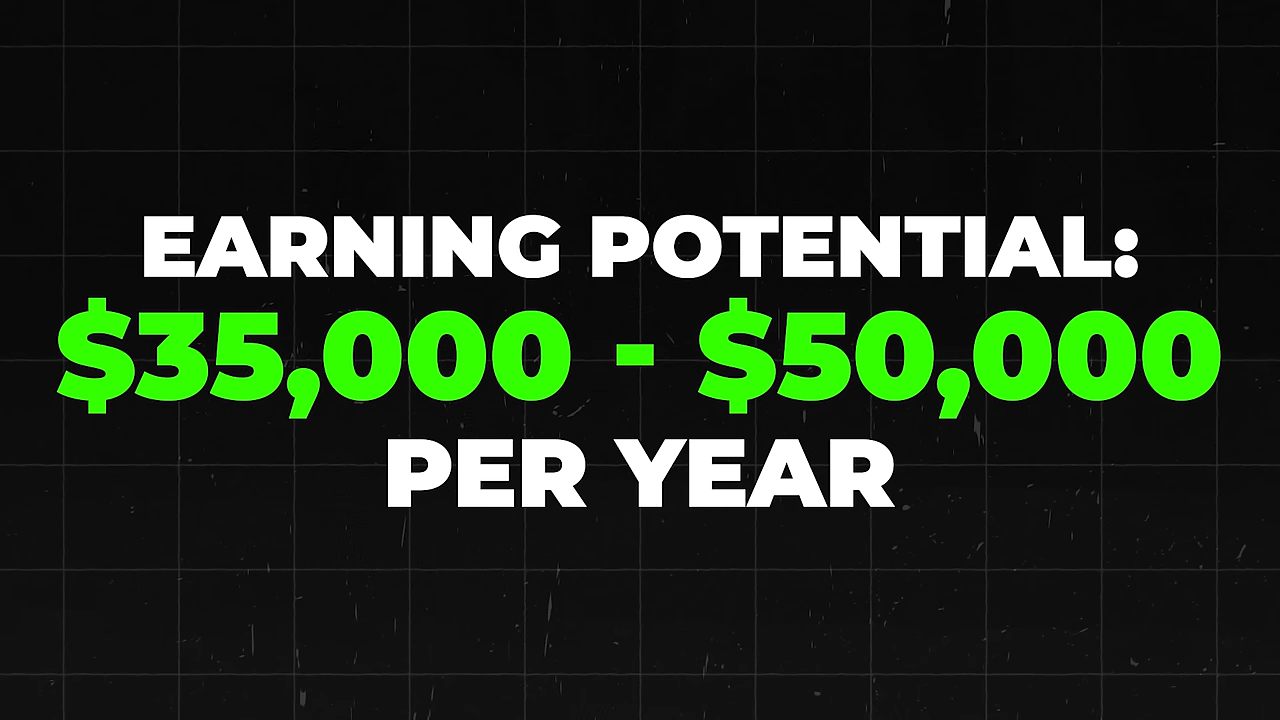 EARNING POTENTIAL:
$35,000 - $50,000
PER YEAR